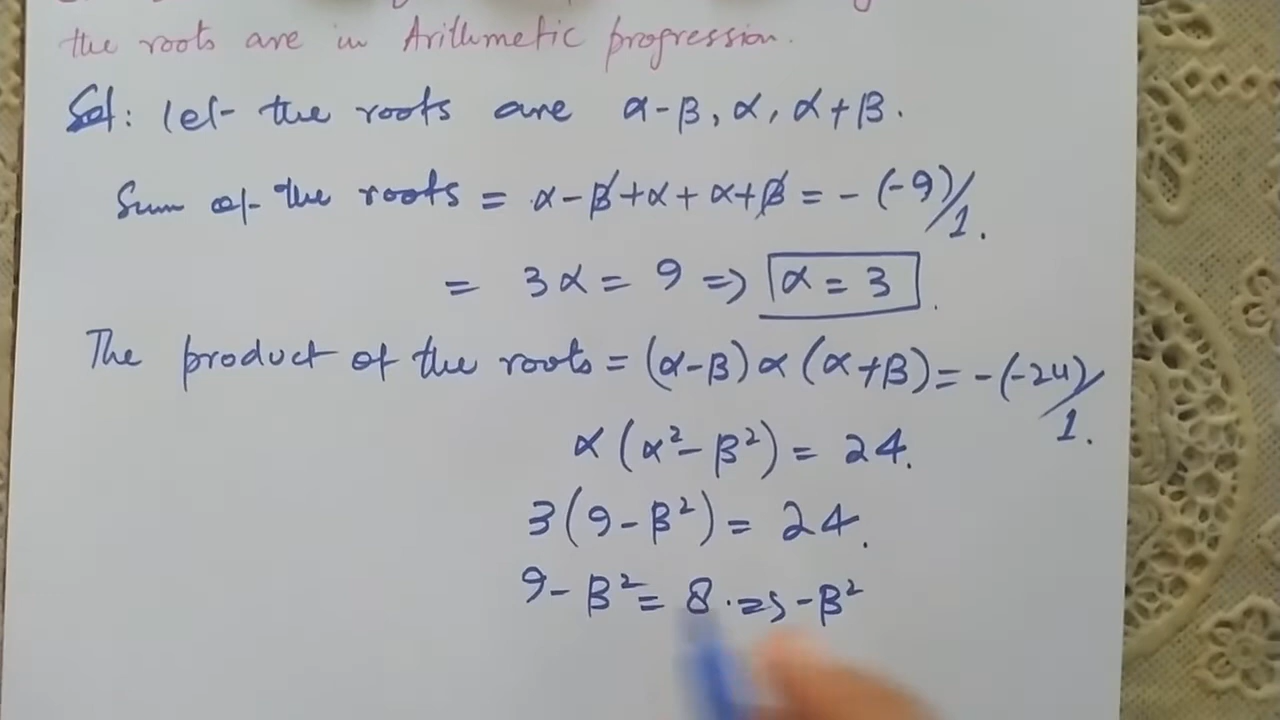 the roots are in Arithmetic progression.
Sol: let the roots are α-β, α, α+β.
Sum of the roots = α-β+α+α+β = -(-9)/1.
= 3α = 9 => α = 3.
The product of the roots = (α-β)α(α+β) = -(-24)/1.
α(α²-β²) = 24.
3(9-β²) = 24.
9-β² = 8. => -β²